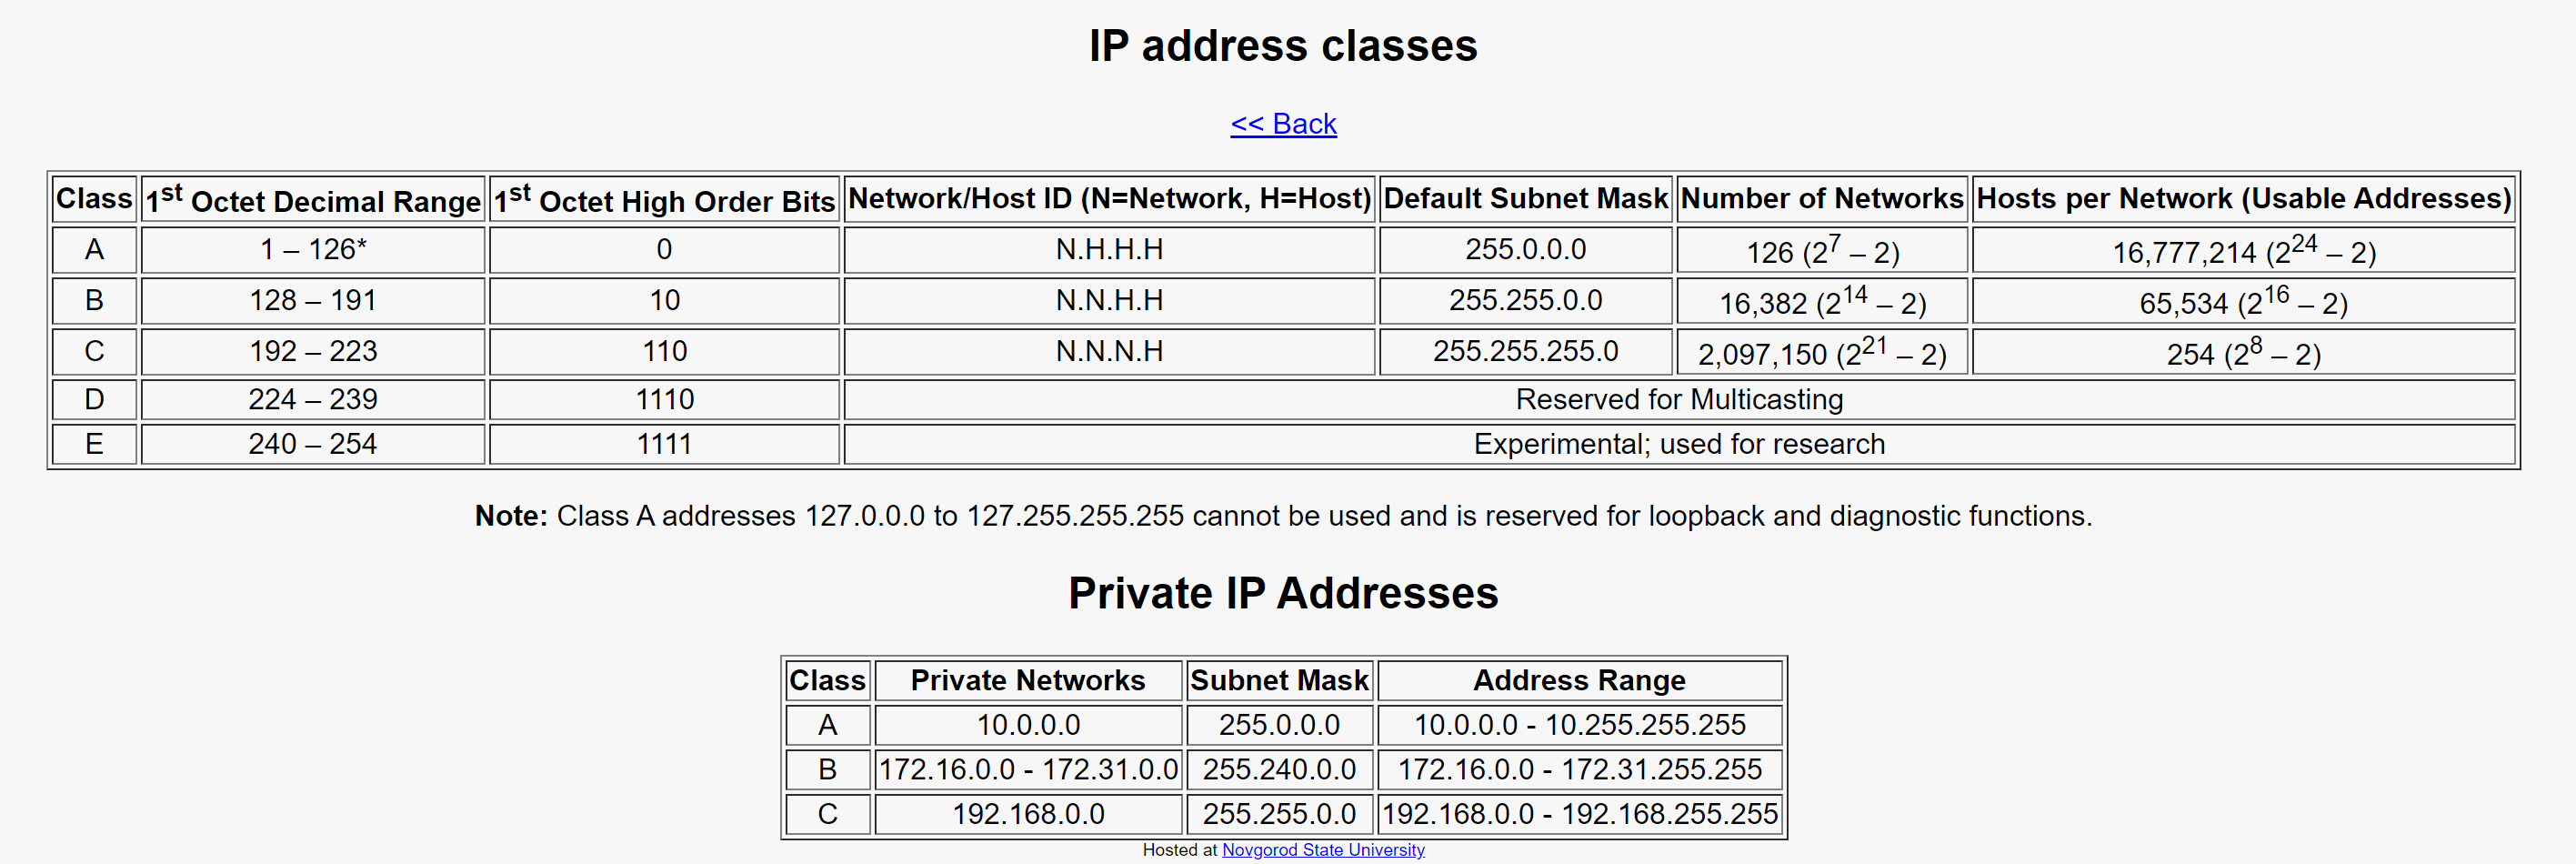 IP address classes
<< Back
Class 1st Octet Decimal Range 1st Octet High Order Bits Network/Host ID (N=Network, H=Host) Default Subnet Mask Number of Networks Hosts per Network (Usable Addresses)
A 1 – 126* 0 N.H.H.H 255.0.0.0 126 (2^7 – 2) 16,777,214 (2^24 – 2)
B 128 – 191 10 N.N.H.H 255.255.0.0 16,382 (2^14 – 2) 65,534 (2^16 – 2)
C 192 – 223 110 N.N.N.H 255.255.255.0 2,097,150 (2^21 – 2) 254 (2^8 – 2)
D 224 – 239 1110 Reserved for Multicasting
E 240 – 254 1111 Experimental; used for research
Note: Class A addresses 127.0.0.0 to 127.255.255.255 cannot be used and is reserved for loopback and diagnostic functions.
Private IP Addresses
Class Private Networks Subnet Mask Address Range
A 10.0.0.0 255.0.0.0 10.0.0.0 - 10.255.255.255
B 172.16.0.0 - 172.31.0.0 255.240.0.0 172.16.0.0 - 172.31.255.255
C 192.168.0.0 255.255.0.0 192.168.0.0 - 192.168.255.255
Hosted at Novgorod State University